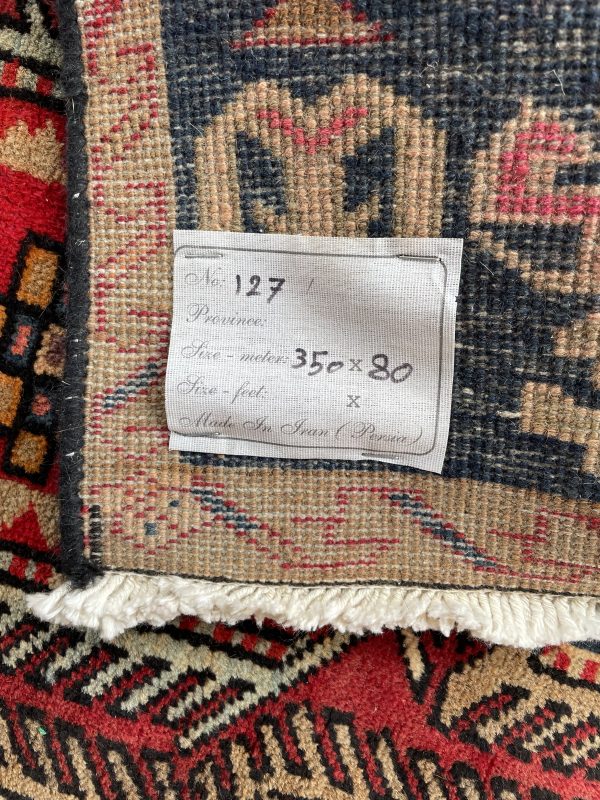 No: 127
Province:
Size - meter: 350 x 80
Size - feet: x
Made In Iran ( Persia )